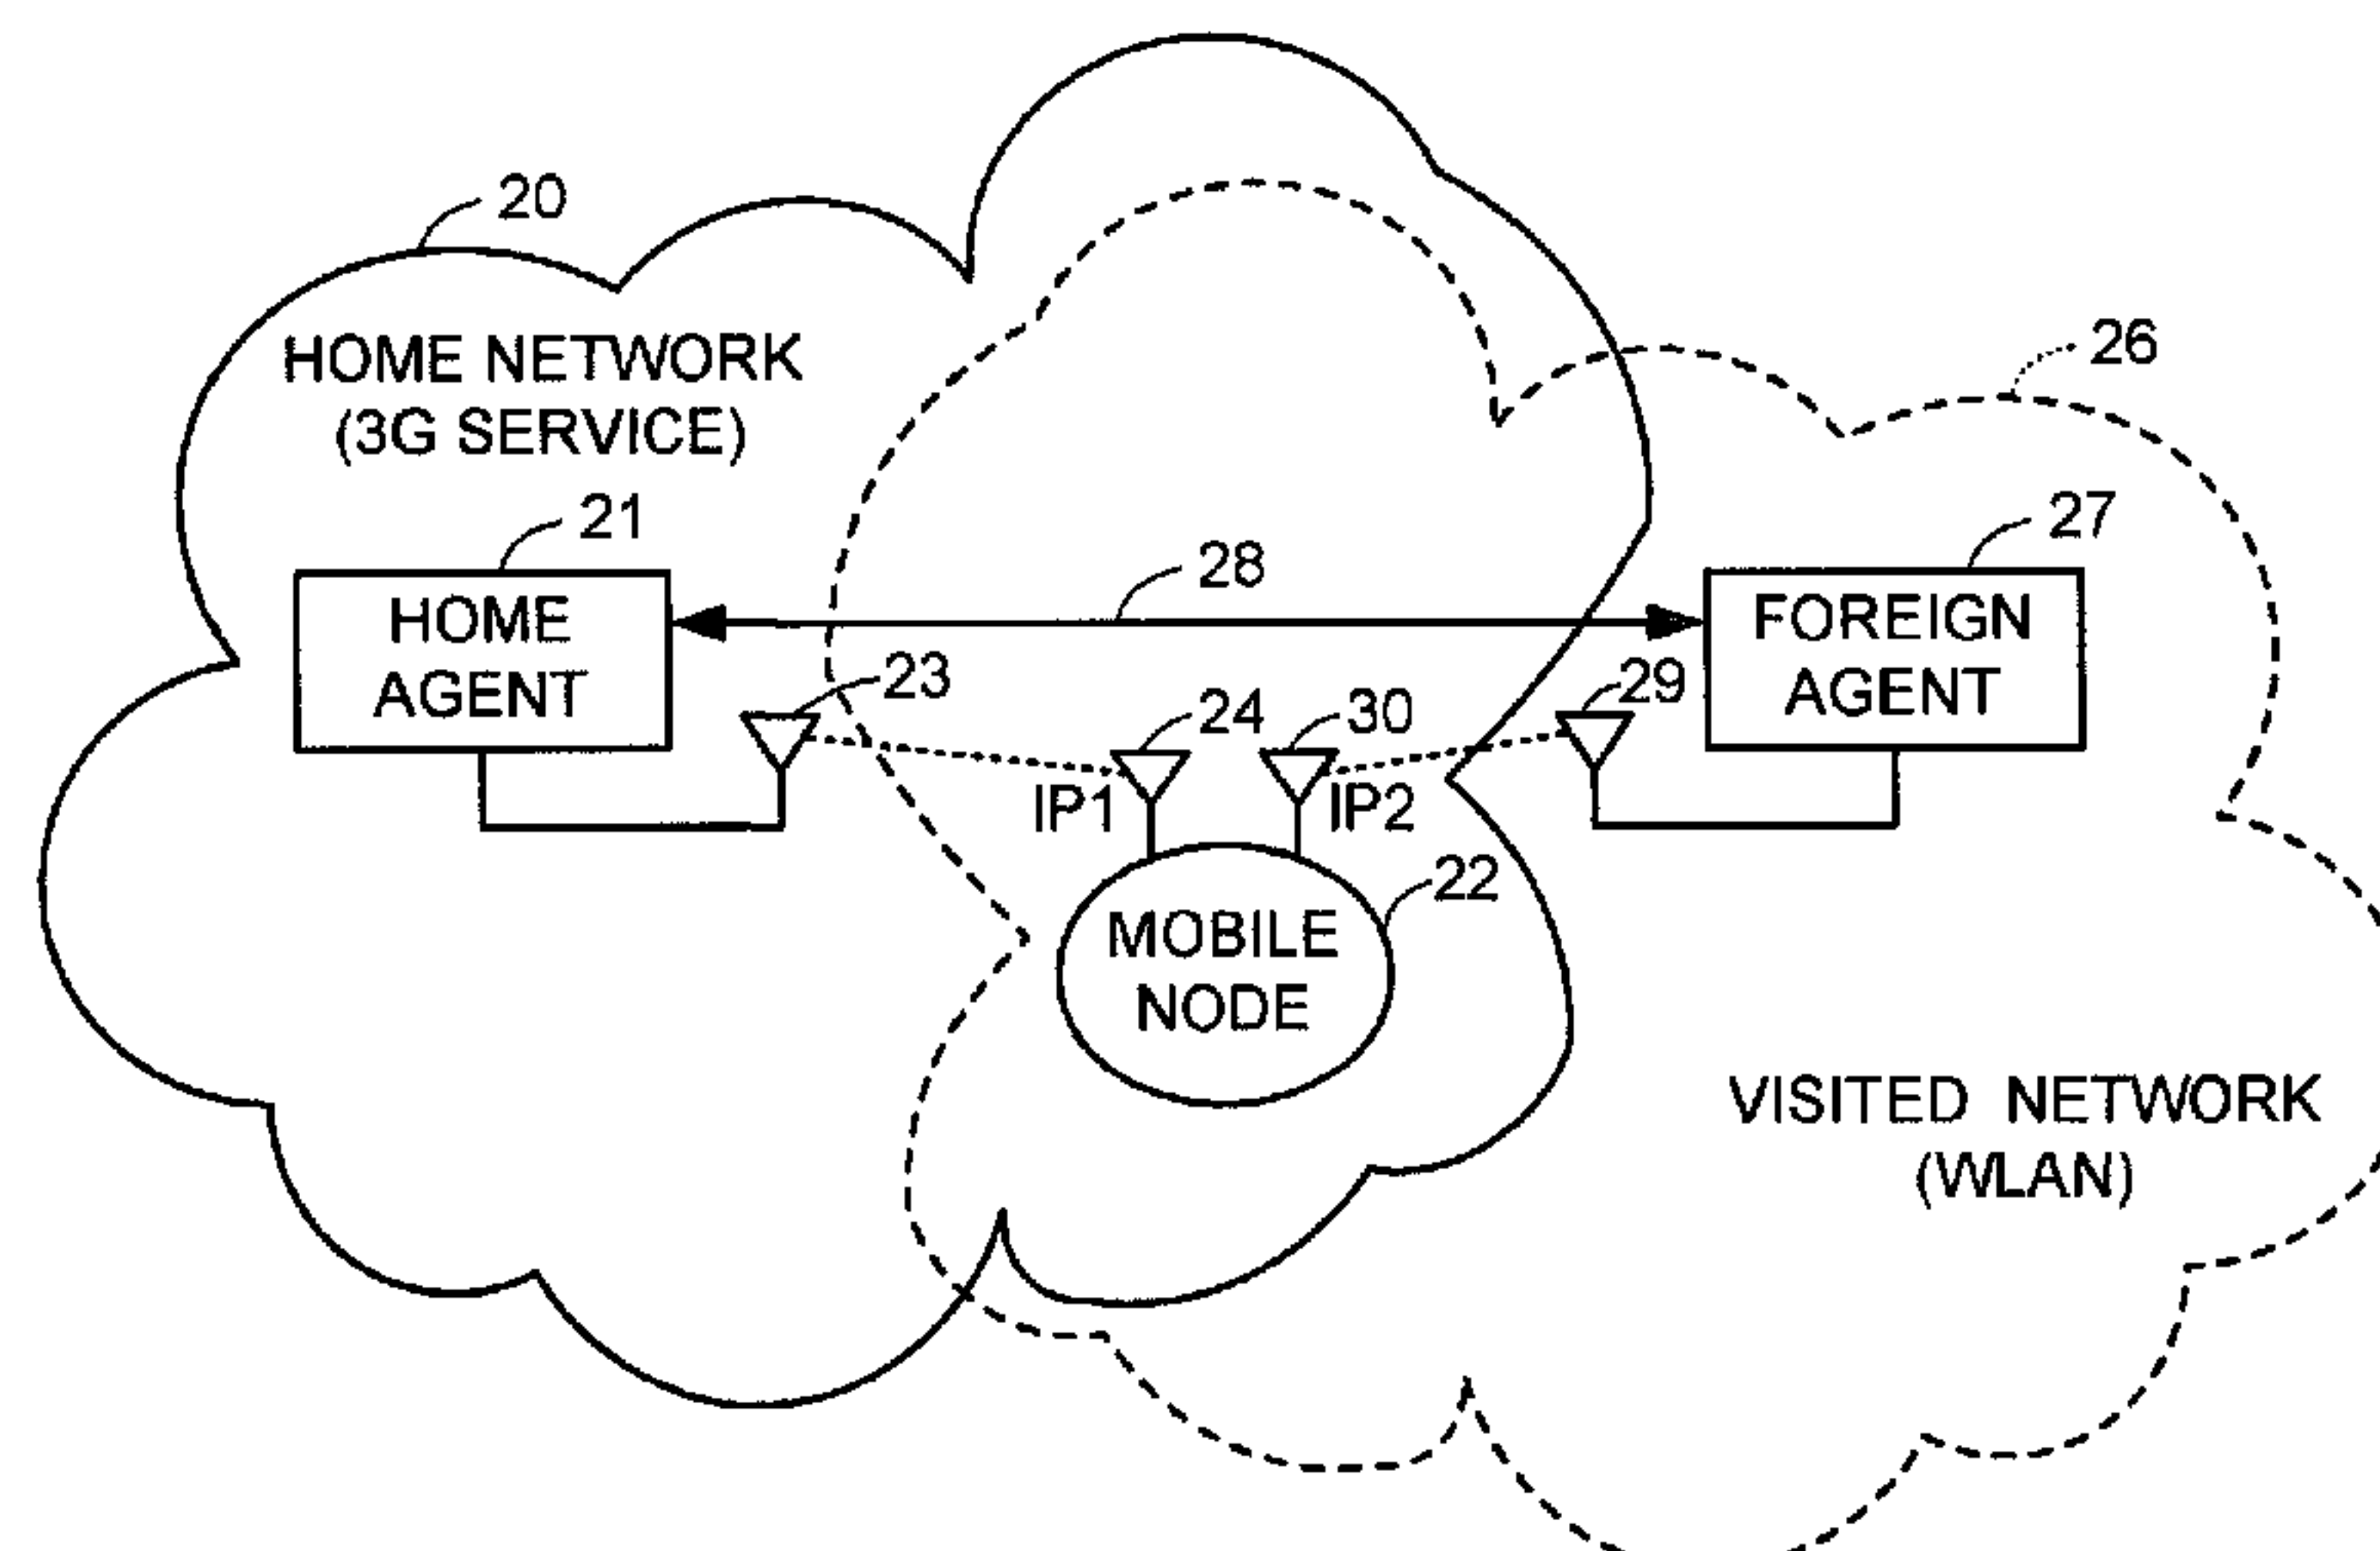 20
HOME NETWORK
(3G SERVICE)
26
21
HOME
AGENT
28
27
FOREIGN
AGENT
23
24
30
29
IP1
IP2
22
MOBILE
NODE
VISITED NETWORK
(WLAN)